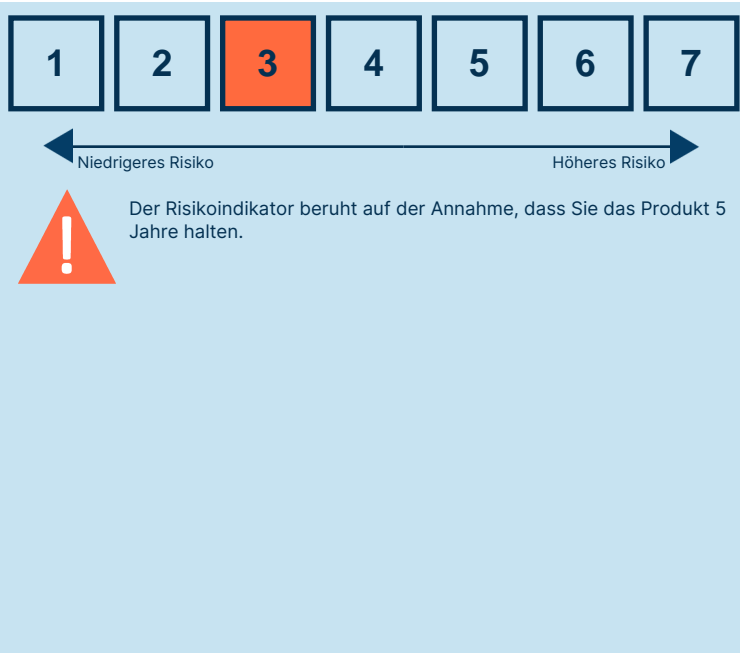 1 2 3 4 5 6 7
Niedrigeres Risiko Höheres Risiko
!
Der Risikoindikator beruht auf der Annahme, dass Sie das Produkt 5
Jahre halten.